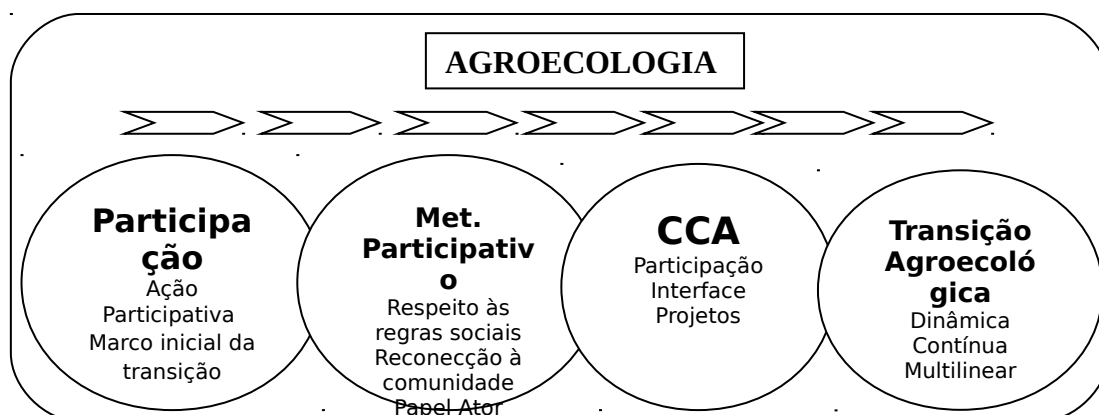 AGROECOLOGIA
Participa
ção
Ação
Participativa
Marco inicial da
transição
Met.
Participativ
o
Respeito às
regras sociais
Reconecção à
comunidade
Papel Ator
CCA
Participação
Interface
Projetos
Transição
Agroecoló
gica
Dinâmica
Contínua
Multilinear